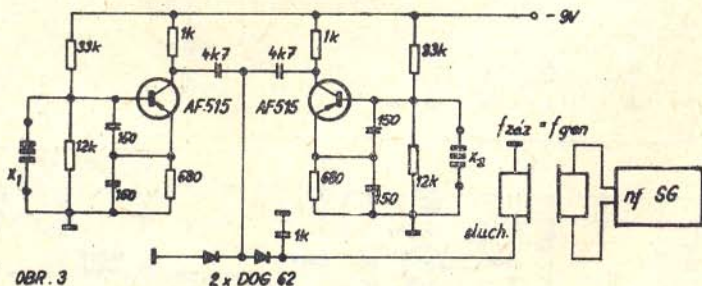 - 9V
33k
1k
4k7
4k7
1k
33k
AF515
AF515
X1
12k
150
150
680
680
150
150
12k
X2
fzáz = fgen
nf SG
sluch.
1k
OBR. 3
2 x DOG 62